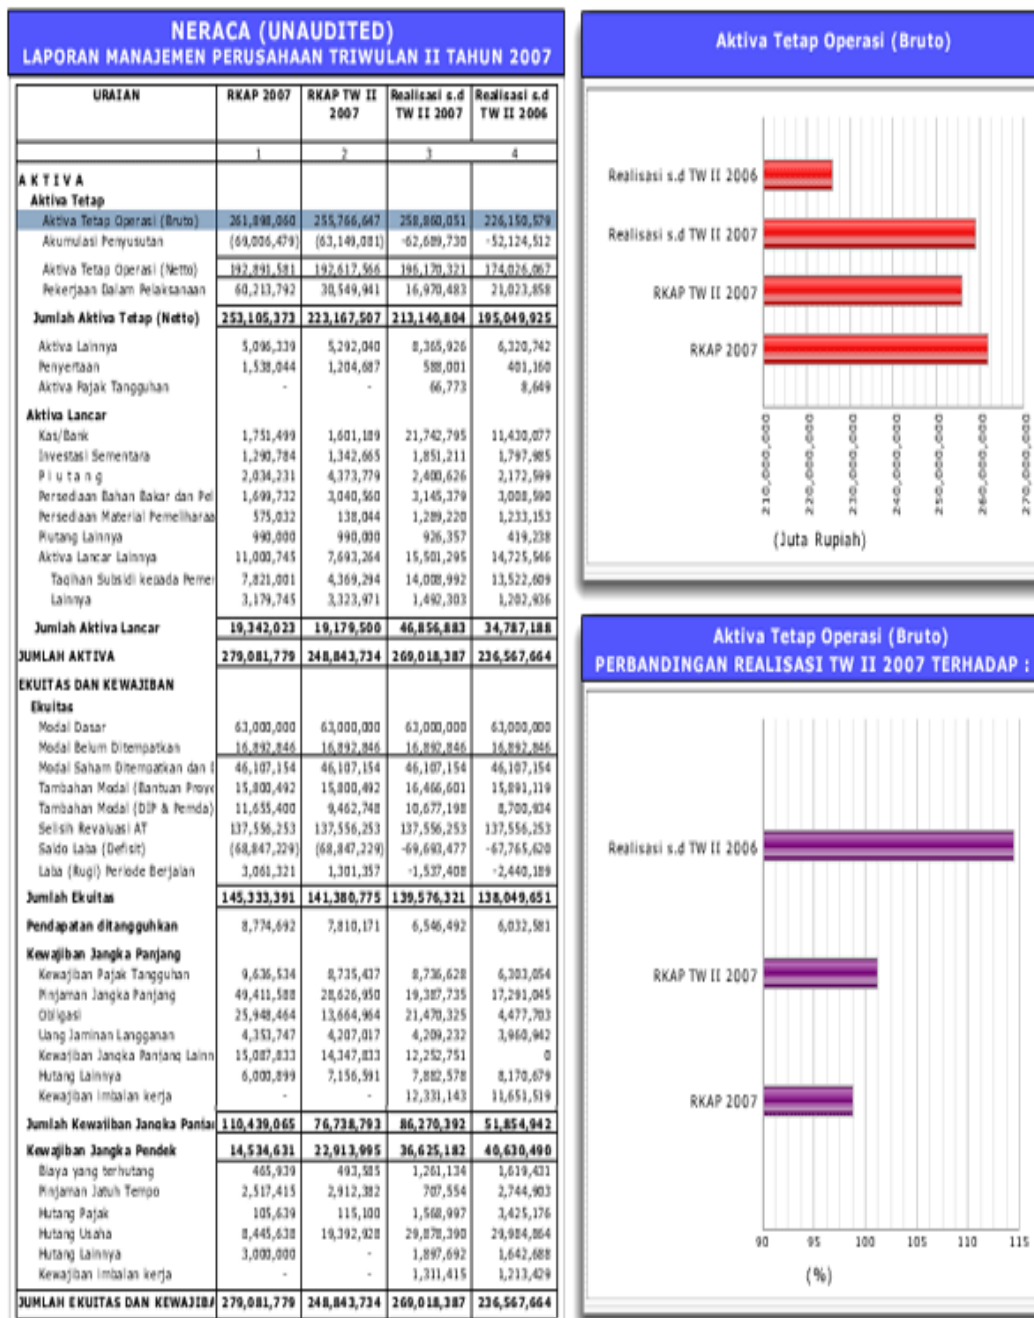 NERACA (UNAUDITED)
LAPORAN MANAJEMEN PERUSAHAAN TRIWULAN II TAHUN 2007
URAIAN RKAP 2007 RKAP TW II 2007 Realisasi s.d TW II 2007 Realisasi s.d TW II 2006
1 2 3 4
A K T I V A
Aktiva Tetap
Aktiva Tetap Operasi (Bruto) 261,898,060 255,766,647 258,860,051 226,150,579
Akumulasi Penyusutan (69,006,479) (63,149,081) -62,689,730 -52,124,512
Aktiva Tetap Operasi (Netto) 192,891,581 192,617,566 196,170,321 174,026,067
Pekerjaan Dalam Pelaksanaan 60,213,792 30,549,941 16,970,483 21,023,858
Jumlah Aktiva Tetap (Netto) 253,105,373 223,167,507 213,140,804 195,049,925
Aktiva Lainnya 5,096,339 5,292,040 8,365,926 6,320,742
Penyertaan 1,538,044 1,204,687 588,001 401,160
Aktiva Pajak Tangguhan - - 66,773 8,649
Aktiva Lancar
Kas/Bank 1,751,499 1,601,189 21,742,795 11,430,077
Investasi Sementara 1,290,784 1,342,665 1,851,211 1,797,985
P i u t a n g 2,034,231 4,373,779 2,400,626 2,172,599
Persediaan Bahan Bakar dan Pel 1,699,732 3,040,560 3,145,379 3,008,590
Persediaan Material Pemeliharaa 575,032 138,044 1,289,220 1,233,153
Piutang Lainnya 990,000 990,000 926,357 419,238
Aktiva Lancar Lainnya 11,000,745 7,693,264 15,501,295 14,725,546
Tagihan Subsidi kepada Pemer 7,821,001 4,369,294 14,008,992 13,522,609
Lainnya 3,179,745 3,323,971 1,492,303 1,202,936
Jumlah Aktiva Lancar 19,342,023 19,179,500 46,856,883 34,787,188
JUMLAH AKTIVA 279,081,779 248,843,734 269,018,387 236,567,664
EKUITAS DAN KEWAJIBAN
Ekuitas
Modal Dasar 63,000,000 63,000,000 63,000,000 63,000,000
Modal Belum Ditempatkan 16,892,846 16,892,846 16,892,846 16,892,846
Modal Saham Ditempatkan dan D 46,107,154 46,107,154 46,107,154 46,107,154
Tambahan Modal (Bantuan Proye 15,800,492 15,800,492 16,466,601 15,891,119
Tambahan Modal (DIP & Pemda) 11,655,400 9,462,748 10,677,198 8,700,934
Selisih Revaluasi AT 137,556,253 137,556,253 137,556,253 137,556,253
Saldo Laba (Defisit) (68,847,229) (68,847,229) -69,693,477 -67,765,620
Laba (Rugi) Periode Berjalan 3,061,321 1,301,357 -1,537,408 -2,440,189
Jumlah Ekuitas 145,333,391 141,380,775 139,576,321 138,049,651
Pendapatan ditangguhkan 8,774,692 7,810,171 6,546,492 6,032,581
Kewajiban Jangka Panjang
Kewajiban Pajak Tangguhan 9,636,534 8,735,437 8,736,628 6,303,054
Pinjaman Jangka Panjang 49,411,588 28,626,950 19,387,735 17,291,045
Obligasi 25,948,464 13,664,964 21,470,325 4,477,703
Uang Jaminan Langganan 4,353,747 4,207,017 4,209,232 3,960,942
Kewajiban Jangka Panjang Lainn 15,087,833 14,347,833 12,252,751 0
Hutang Lainnya 6,000,899 7,156,591 7,882,578 8,170,679
Kewajiban imbalan kerja - - 12,331,143 11,651,519
Jumlah Kewajiban Jangka Panjan 110,439,065 76,738,793 86,270,392 51,854,942
Kewajiban Jangka Pendek 14,534,631 22,913,995 36,625,182 40,630,490
Biaya yang terhutang 465,939 493,585 1,261,134 1,619,431
Pinjaman Jatuh Tempo 2,517,415 2,912,382 707,554 2,744,903
Hutang Pajak 105,639 115,100 1,568,997 3,425,176
Hutang Usaha 8,445,638 19,392,928 29,878,390 29,984,864
Hutang Lainnya 3,000,000 - 1,897,692 1,642,688
Kewajiban imbalan kerja - - 1,311,415 1,213,429
JUMLAH EKUITAS DAN KEWAJIBA 279,081,779 248,843,734 269,018,387 236,567,664
Aktiva Tetap Operasi (Bruto)
Realisasi s.d TW II 2006
Realisasi s.d TW II 2007
RKAP TW II 2007
RKAP 2007
210,000,000 220,000,000 230,000,000 240,000,000 250,000,000 260,000,000 270,000,000
(Juta Rupiah)
Aktiva Tetap Operasi (Bruto)
PERBANDINGAN REALISASI TW II 2007 TERHADAP :
Realisasi s.d TW II 2006
RKAP TW II 2007
RKAP 2007
90 95 100 105 110 115
(%)